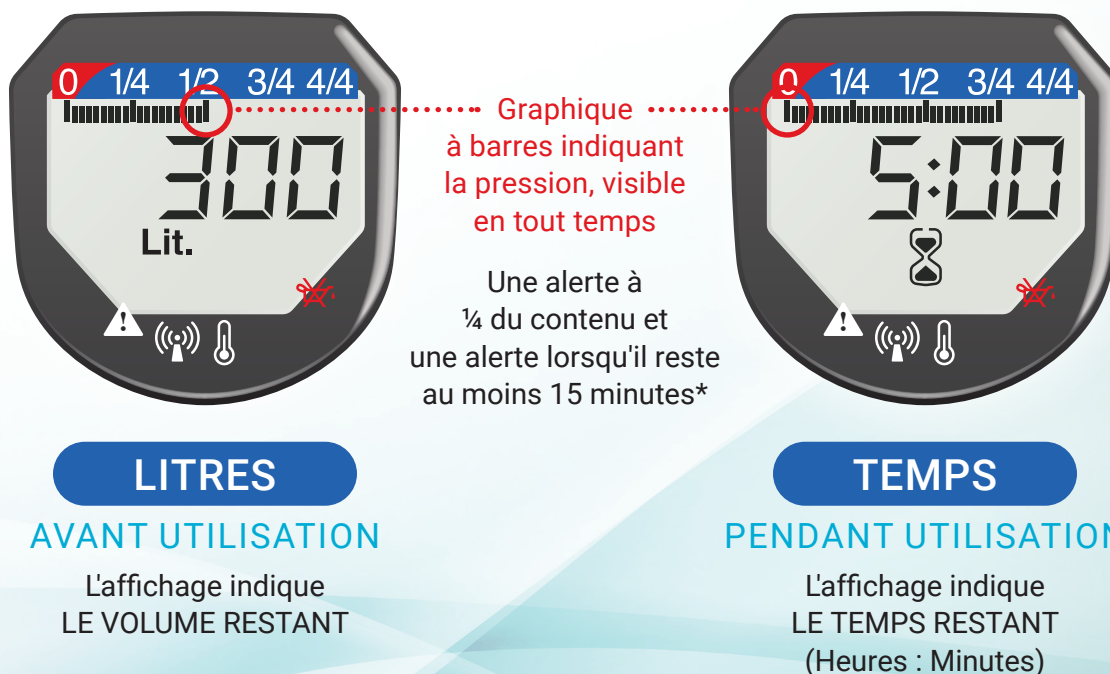 0 1/4 1/2 3/4 4/4
300
Lit.
LITRES
AVANT UTILISATION
L'affichage indique
LE VOLUME RESTANT
Graphique
à barres indiquant
la pression, visible
en tout temps
Une alerte à
¼ du contenu et
une alerte lorsqu'il reste
au moins 15 minutes*
0 1/4 1/2 3/4 4/4
5:00
TEMPS
PENDANT UTILISATION
L'affichage indique
LE TEMPS RESTANT
(Heures : Minutes)